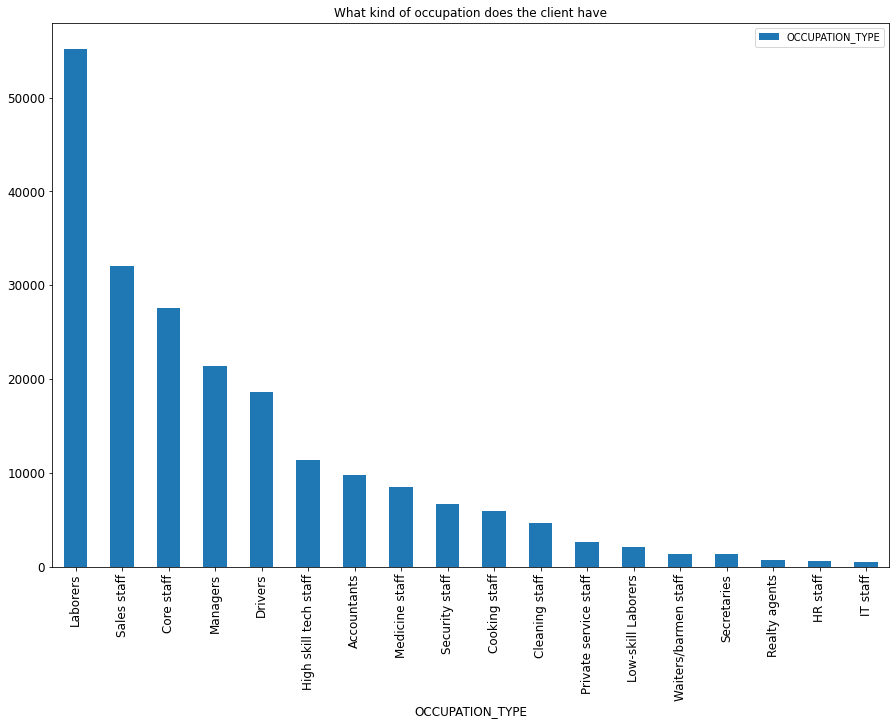 What kind of occupation does the client have
OCCUPATION_TYPE
50000
40000
30000
20000
10000
0
Laborers
Sales staff
Core staff
Managers
Drivers
High skill tech staff
Accountants
Medicine staff
Security staff
Cooking staff
Cleaning staff
Private service staff
Low-skill Laborers
Waiters/barmen staff
Secretaries
Realty agents
HR staff
IT staff
OCCUPATION_TYPE